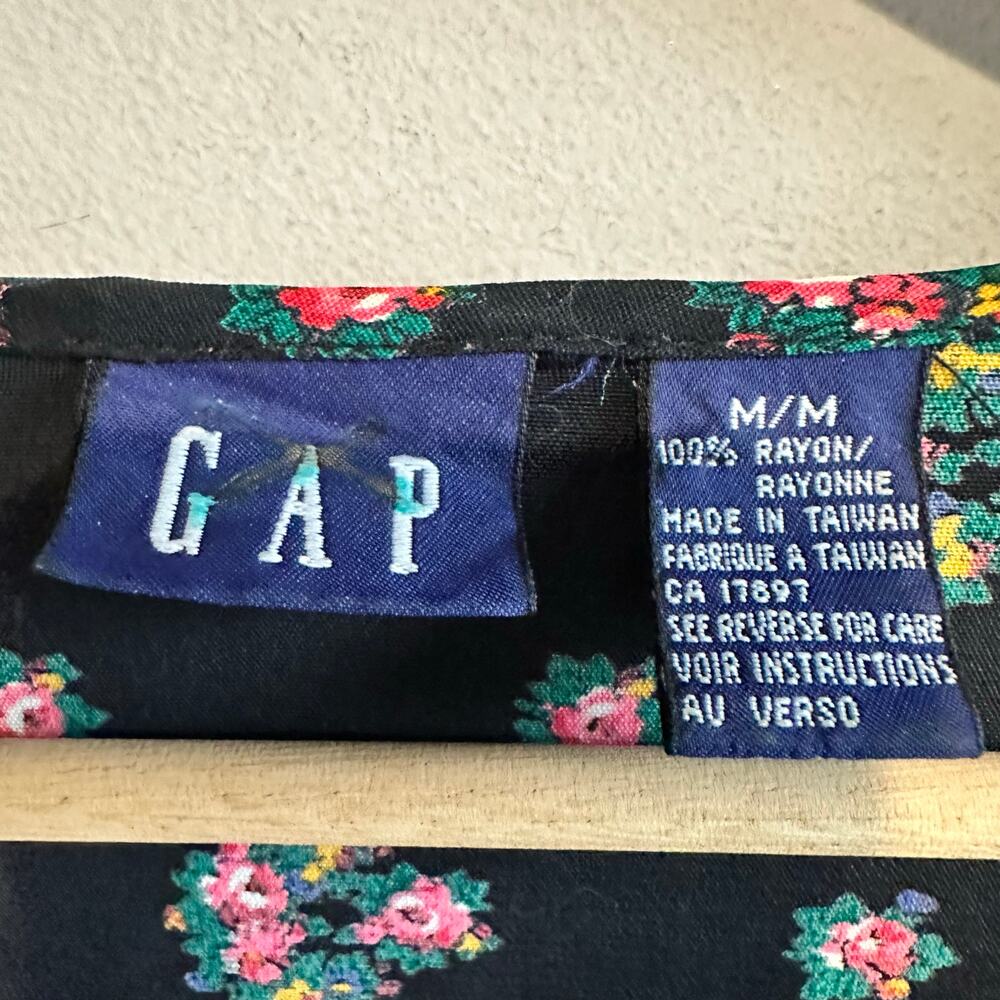 GAP
M/M
100% RAYON/
RAYONNE
MADE IN TAIWAN
FABRIQUE A TAIWAN
CA 17897
SEE REVERSE FOR CARE
VOIR INSTRUCTIONS
AU VERSO